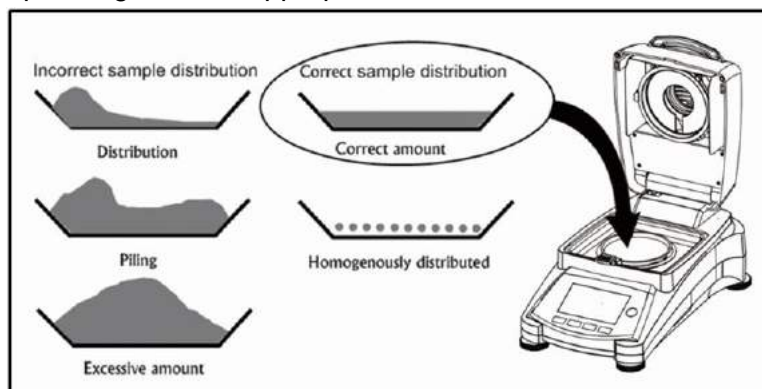 Incorrect sample distribution
Distribution
Piling
Excessive amount
Correct sample distribution
Correct amount
Homogenously distributed